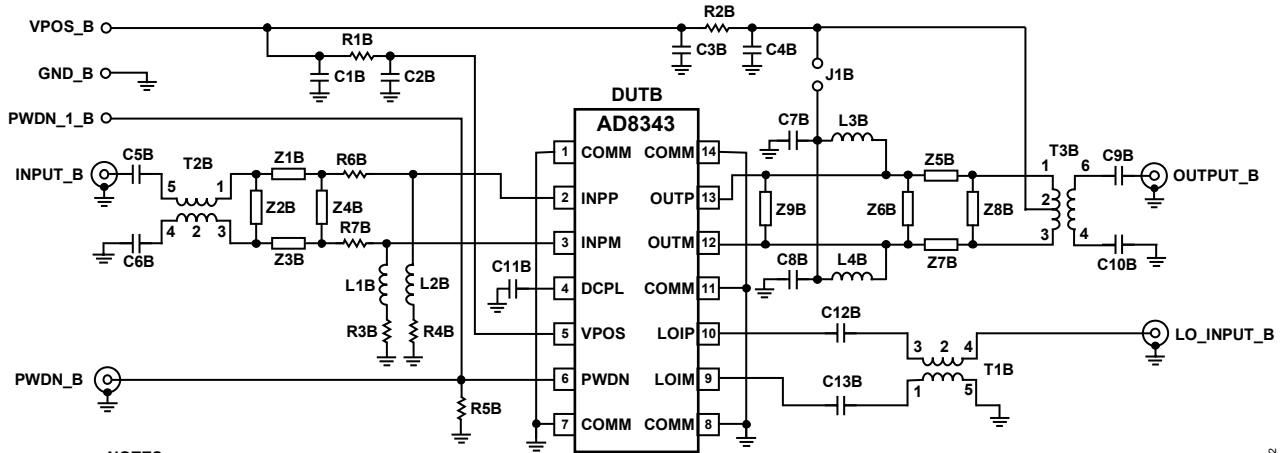 R2B
VPOS_B
R1B
C3B
C4B
GND_B
C1B
C2B
J1B
DUTB
PWDN_1_B
AD8343
C7B
L3B
C5B
T2B
Z1B
R6B
1
COMM
COMM
14
Z5B
T3B
C9B
INPUT_B
5
1
1
6
OUTPUT_B
Z2B
Z4B
2
INPP
OUTP
13
Z9B
Z6B
Z8B
2
4
2
3
R7B
3
INPM
OUTM
12
3
4
C6B
Z3B
C8B
L4B
Z7B
C10B
C11B
L1B
L2B
4
DCPL
COMM
11
C12B
R3B
R4B
5
VPOS
LOIP
10
3
2
4
LO_INPUT_B
C13B
T1B
PWDN_B
6
PWDN
LOIM
9
1
5
R5B
7
COMM
COMM
8